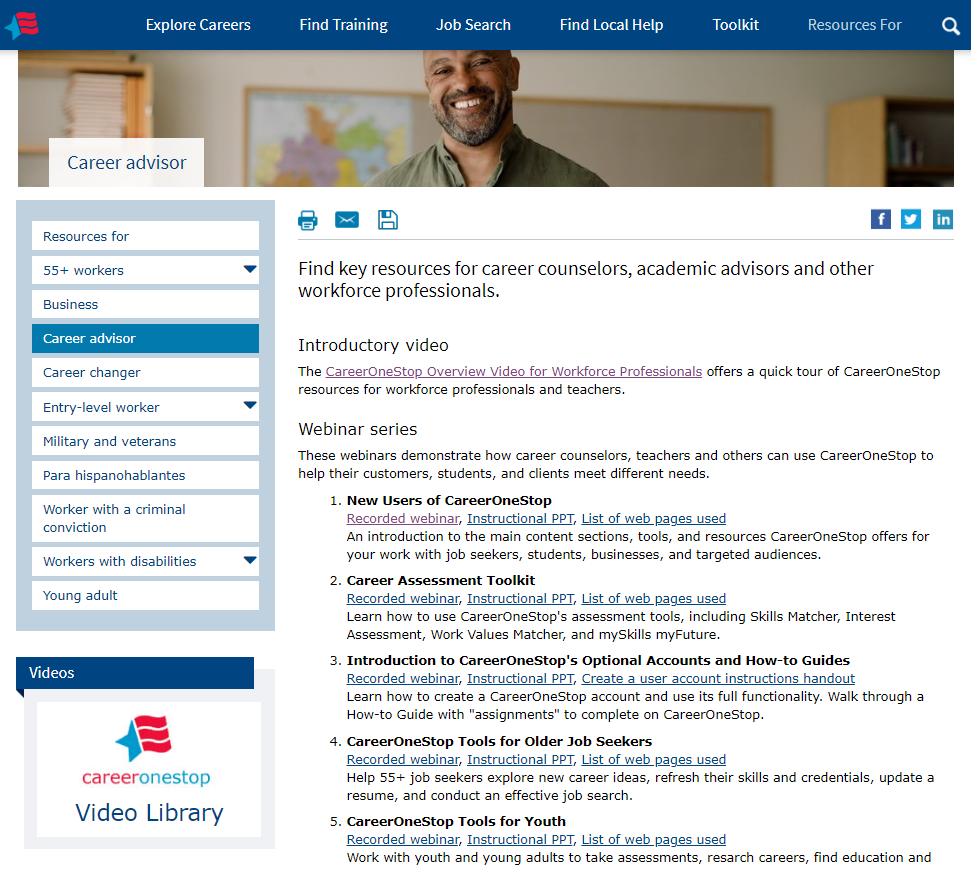 Explore Careers Find Training Job Search Find Local Help Toolkit Resources For
Career advisor
Resources for
55+ workers
Business
Career advisor
Career changer
Entry-level worker
Military and veterans
Para hispanohablantes
Worker with a criminal
conviction
Workers with disabilities
Young adult
Videos
careeronestop
Video Library
f
in
Find key resources for career counselors, academic advisors and other
workforce professionals.
Introductory video
The CareerOneStop Overview Video for Workforce Professionals offers a quick tour of CareerOneStop
resources for workforce professionals and teachers.
Webinar series
These webinars demonstrate how career counselors, teachers and others can use CareerOneStop to
help their customers, students, and clients meet different needs.
1. New Users of CareerOneStop
Recorded webinar, Instructional PPT, List of web pages used
An introduction to the main content sections, tools, and resources CareerOneStop offers for
your work with job seekers, students, businesses, and targeted audiences.
2. Career Assessment Toolkit
Recorded webinar, Instructional PPT, List of web pages used
Learn how to use CareerOneStop's assessment tools, including Skills Matcher, Interest
Assessment, Work Values Matcher, and mySkills myFuture.
3. Introduction to CareerOneStop's Optional Accounts and How-to Guides
Recorded webinar, Instructional PPT, Create a user account instructions handout
Learn how to create a CareerOneStop account and use its full functionality. Walk through a
How-to Guide with "assignments" to complete on CareerOneStop.
4. CareerOneStop Tools for Older Job Seekers
Recorded webinar, Instructional PPT, List of web pages used
Help 55+ job seekers explore new career ideas, refresh their skills and credentials, update a
resume, and conduct an effective job search.
5. CareerOneStop Tools for Youth
Recorded webinar, Instructional PPT, List of web pages used
Work with youth and young adults to take assessments, resarch careers, find education and